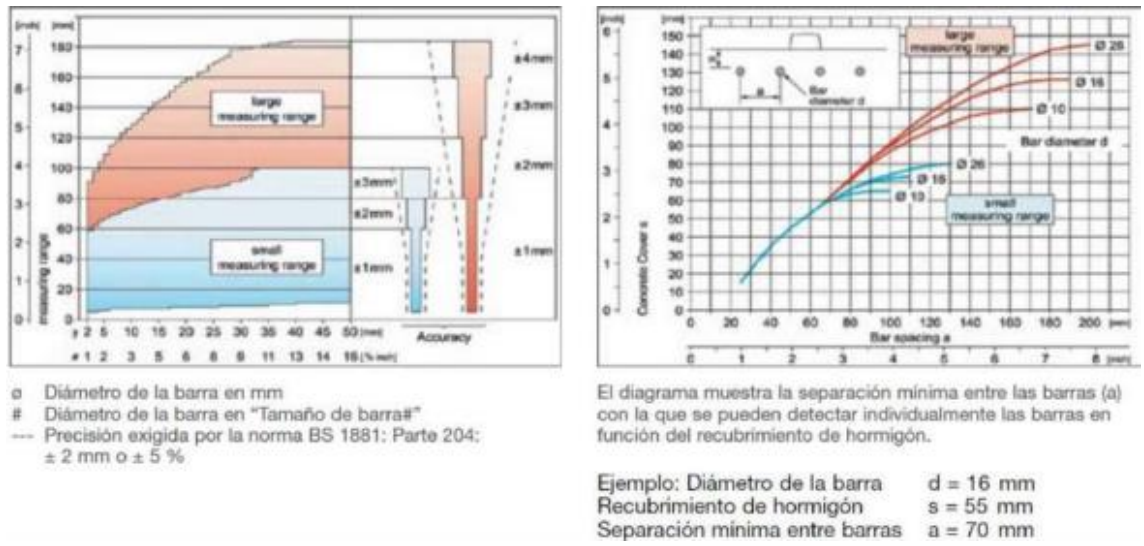 [inch] [mm]
7 180
160
6
140
5
120
4
100
3
80
60
2
40
1
20
0 0
measuring range
large
measuring range
small
measuring range
±3mm
±2mm
±1mm
±4mm
±3mm
±2mm
±1mm
2 5 10 15 20 25 30 35 40 45 50 [mm]
# 1 2 3 5 6 8 9 11 13 14 16
Accuracy
ø Diámetro de la barra en mm
# Diámetro de la barra en "Tamaño de barra#"
--- Precisión exigida por la norma BS 1881: Parte 204:
± 2 mm o ± 5 %
[inch] [mm]
6 150
140
130
5
120
110
4 100
90
80
3
70
60
2 50
40
30
1
20
10
0 0
Concrete Cover s
large
measuring range
Bar
diameter d
a
Ø 16
Ø 10
Bar diameter d
Ø 26
Ø 16
Ø 10
small
measuring range
0 20 40 60 80 100 120 140 160 180 200 [mm]
Bar spacing a
0 1 2 3 4 5 6 7 8 [inch]
El diagrama muestra la separación mínima entre las barras (a)
con la que se pueden detectar individualmente las barras en
función del recubrimiento de hormigón.
Ejemplo: Diámetro de la barra d = 16 mm
Recubrimiento de hormigón s = 55 mm
Separación mínima entre barras a = 70 mm